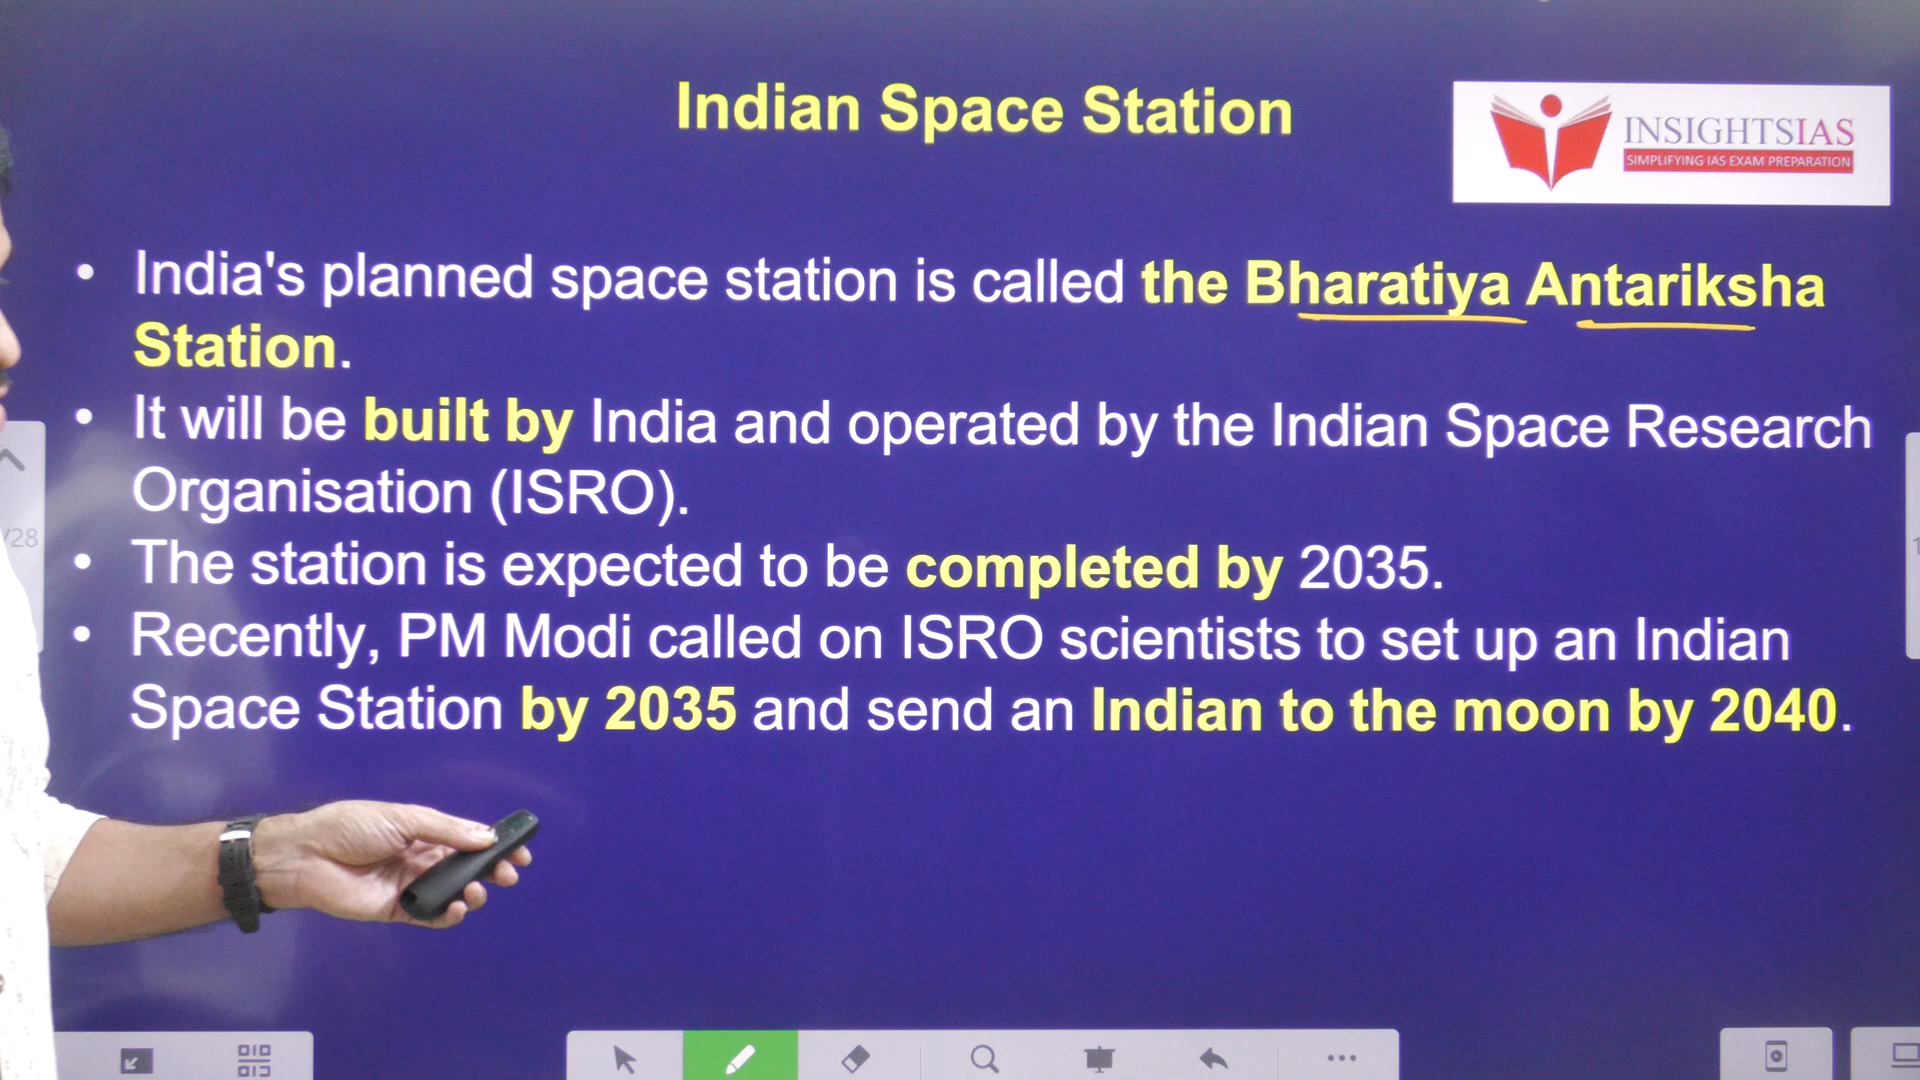 Indian Space Station
INSIGHTSIAS
SIMPLIFYING IAS EXAM PREPARATION
• India's planned space station is called the Bharatiya Antariksha
Station.
• It will be built by India and operated by the Indian Space Research
Organisation (ISRO).
/28
• The station is expected to be completed by 2035.
• Recently, PM Modi called on ISRO scientists to set up an Indian
Space Station by 2035 and send an Indian to the moon by 2040.